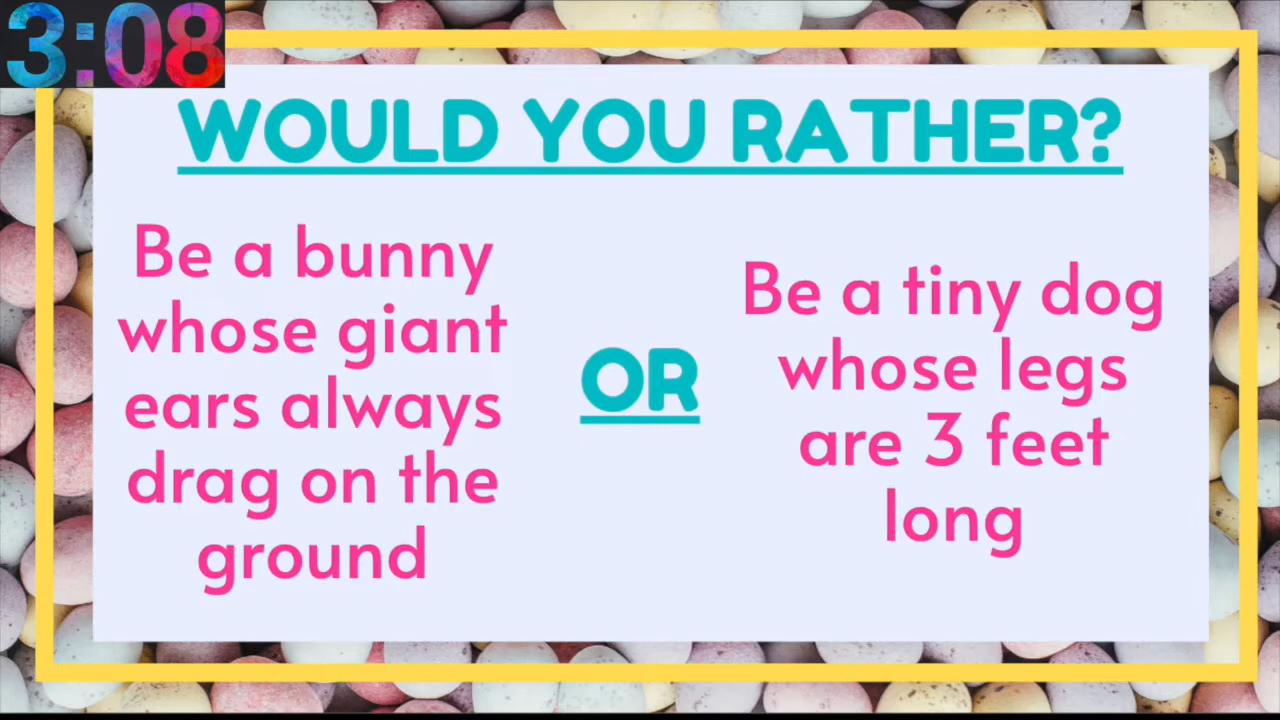 3:08
WOULD YOU RATHER?
Be a bunny
whose giant
ears always
drag on the
ground
OR
Be a tiny dog
whose legs
are 3 feet
long